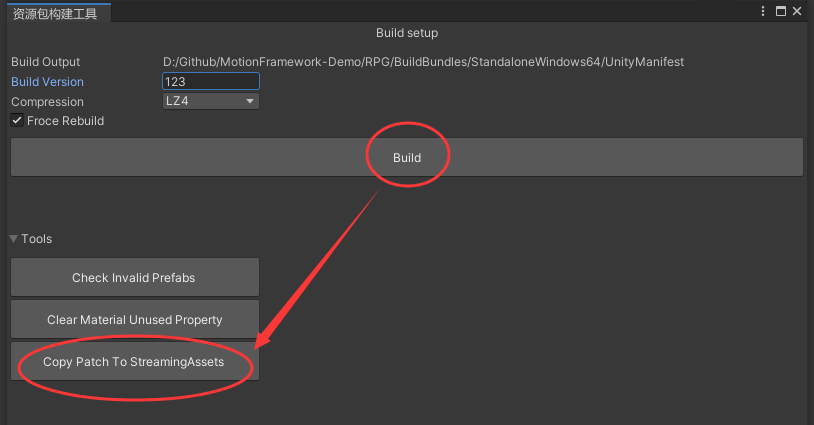 资源包构建工具
Build setup
Build Output D:/Github/MotionFramework-Demo/RPG/BuildBundles/StandaloneWindows64/UnityManifest
Build Version 123
Compression LZ4
Froce Rebuild
Build
Tools
Check Invalid Prefabs
Clear Material Unused Property
Copy Patch To StreamingAssets